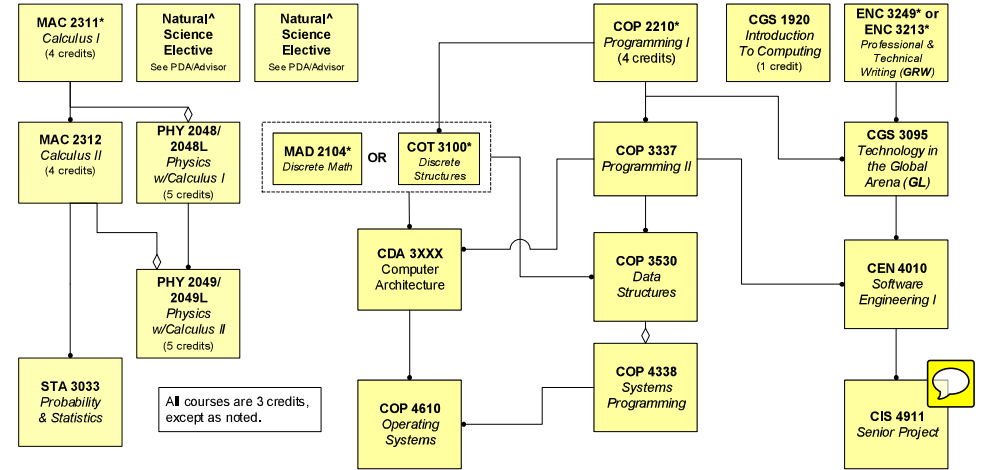 MAC 2311*
Calculus I
(4 credits)
Natural^
Science
Elective
See PDA/Advisor
Natural^
Science
Elective
See PDA/Advisor
COP 2210*
Programming I
(4 credits)
CGS 1920
Introduction
To Computing
(1 credit)
ENC 3249* or
ENC 3213*
Professional &
Technical
Writing (GRW)
MAC 2312
Calculus II
(4 credits)
PHY 2048/
2048L
Physics
w/Calculus I
(5 credits)
MAD 2104*
Discrete Math
OR
COT 3100*
Discrete
Structures
COP 3337
Programming II
CGS 3095
Technology in
the Global
Arena (GL)
CDA 3XXX
Computer
Architecture
COP 3530
Data
Structures
CEN 4010
Software
Engineering I
PHY 2049/
2049L
Physics
w/Calculus II
(5 credits)
STA 3033
Probability
& Statistics
All courses are 3 credits,
except as noted.
COP 4610
Operating
Systems
COP 4338
Systems
Programming
CIS 4911
Senior Project